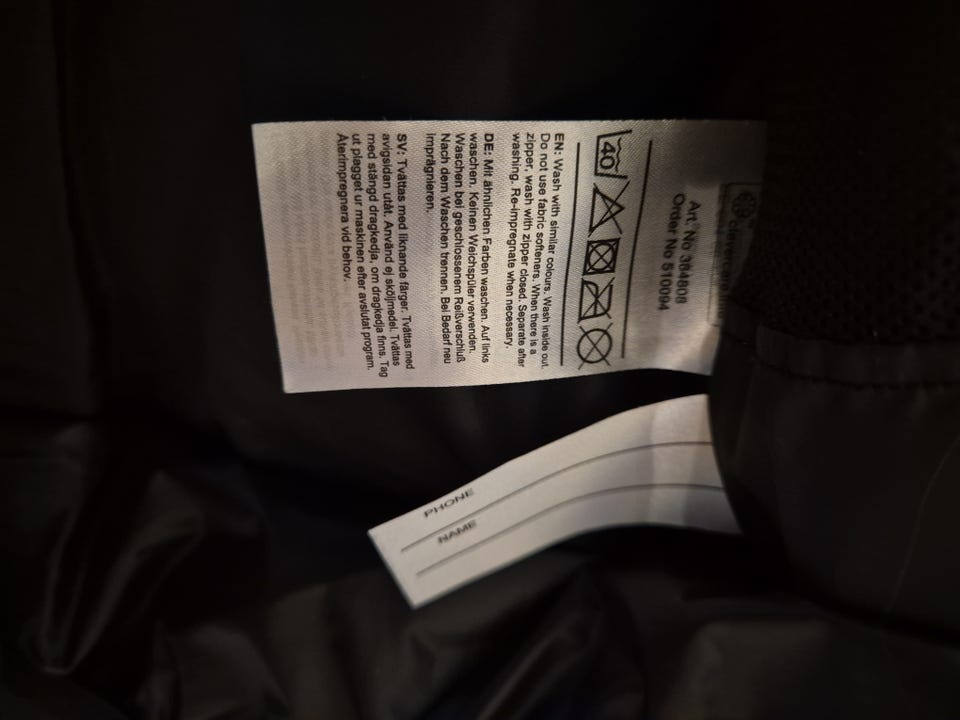 clevercare
Art. No 364808
Order No 510094
40
EN: Wash with similar colours. Wash inside out.
Do not use fabric softeners. When there is a
zipper, wash with zipper closed. Separate after
washing. Re-impregnate when necessary.
DE: Mit ähnlichen Farben waschen. Auf links
waschen. Keinen Weichspüler verwenden.
Waschen bei geschlossenem Reißverschluß
Nach dem Waschen trennen. Bei Bedarf neu
imprägnieren.
SV: Tvättas med liknande färger. Tvättas med
avigsidan utåt. Använd ej sköljmedel. Tvättas
med stängd dragkedja, om dragkedja finns. Tag
ut plagget ur maskinen efter avslutat program.
Återimpregnera vid behov.
PHONE
NAME